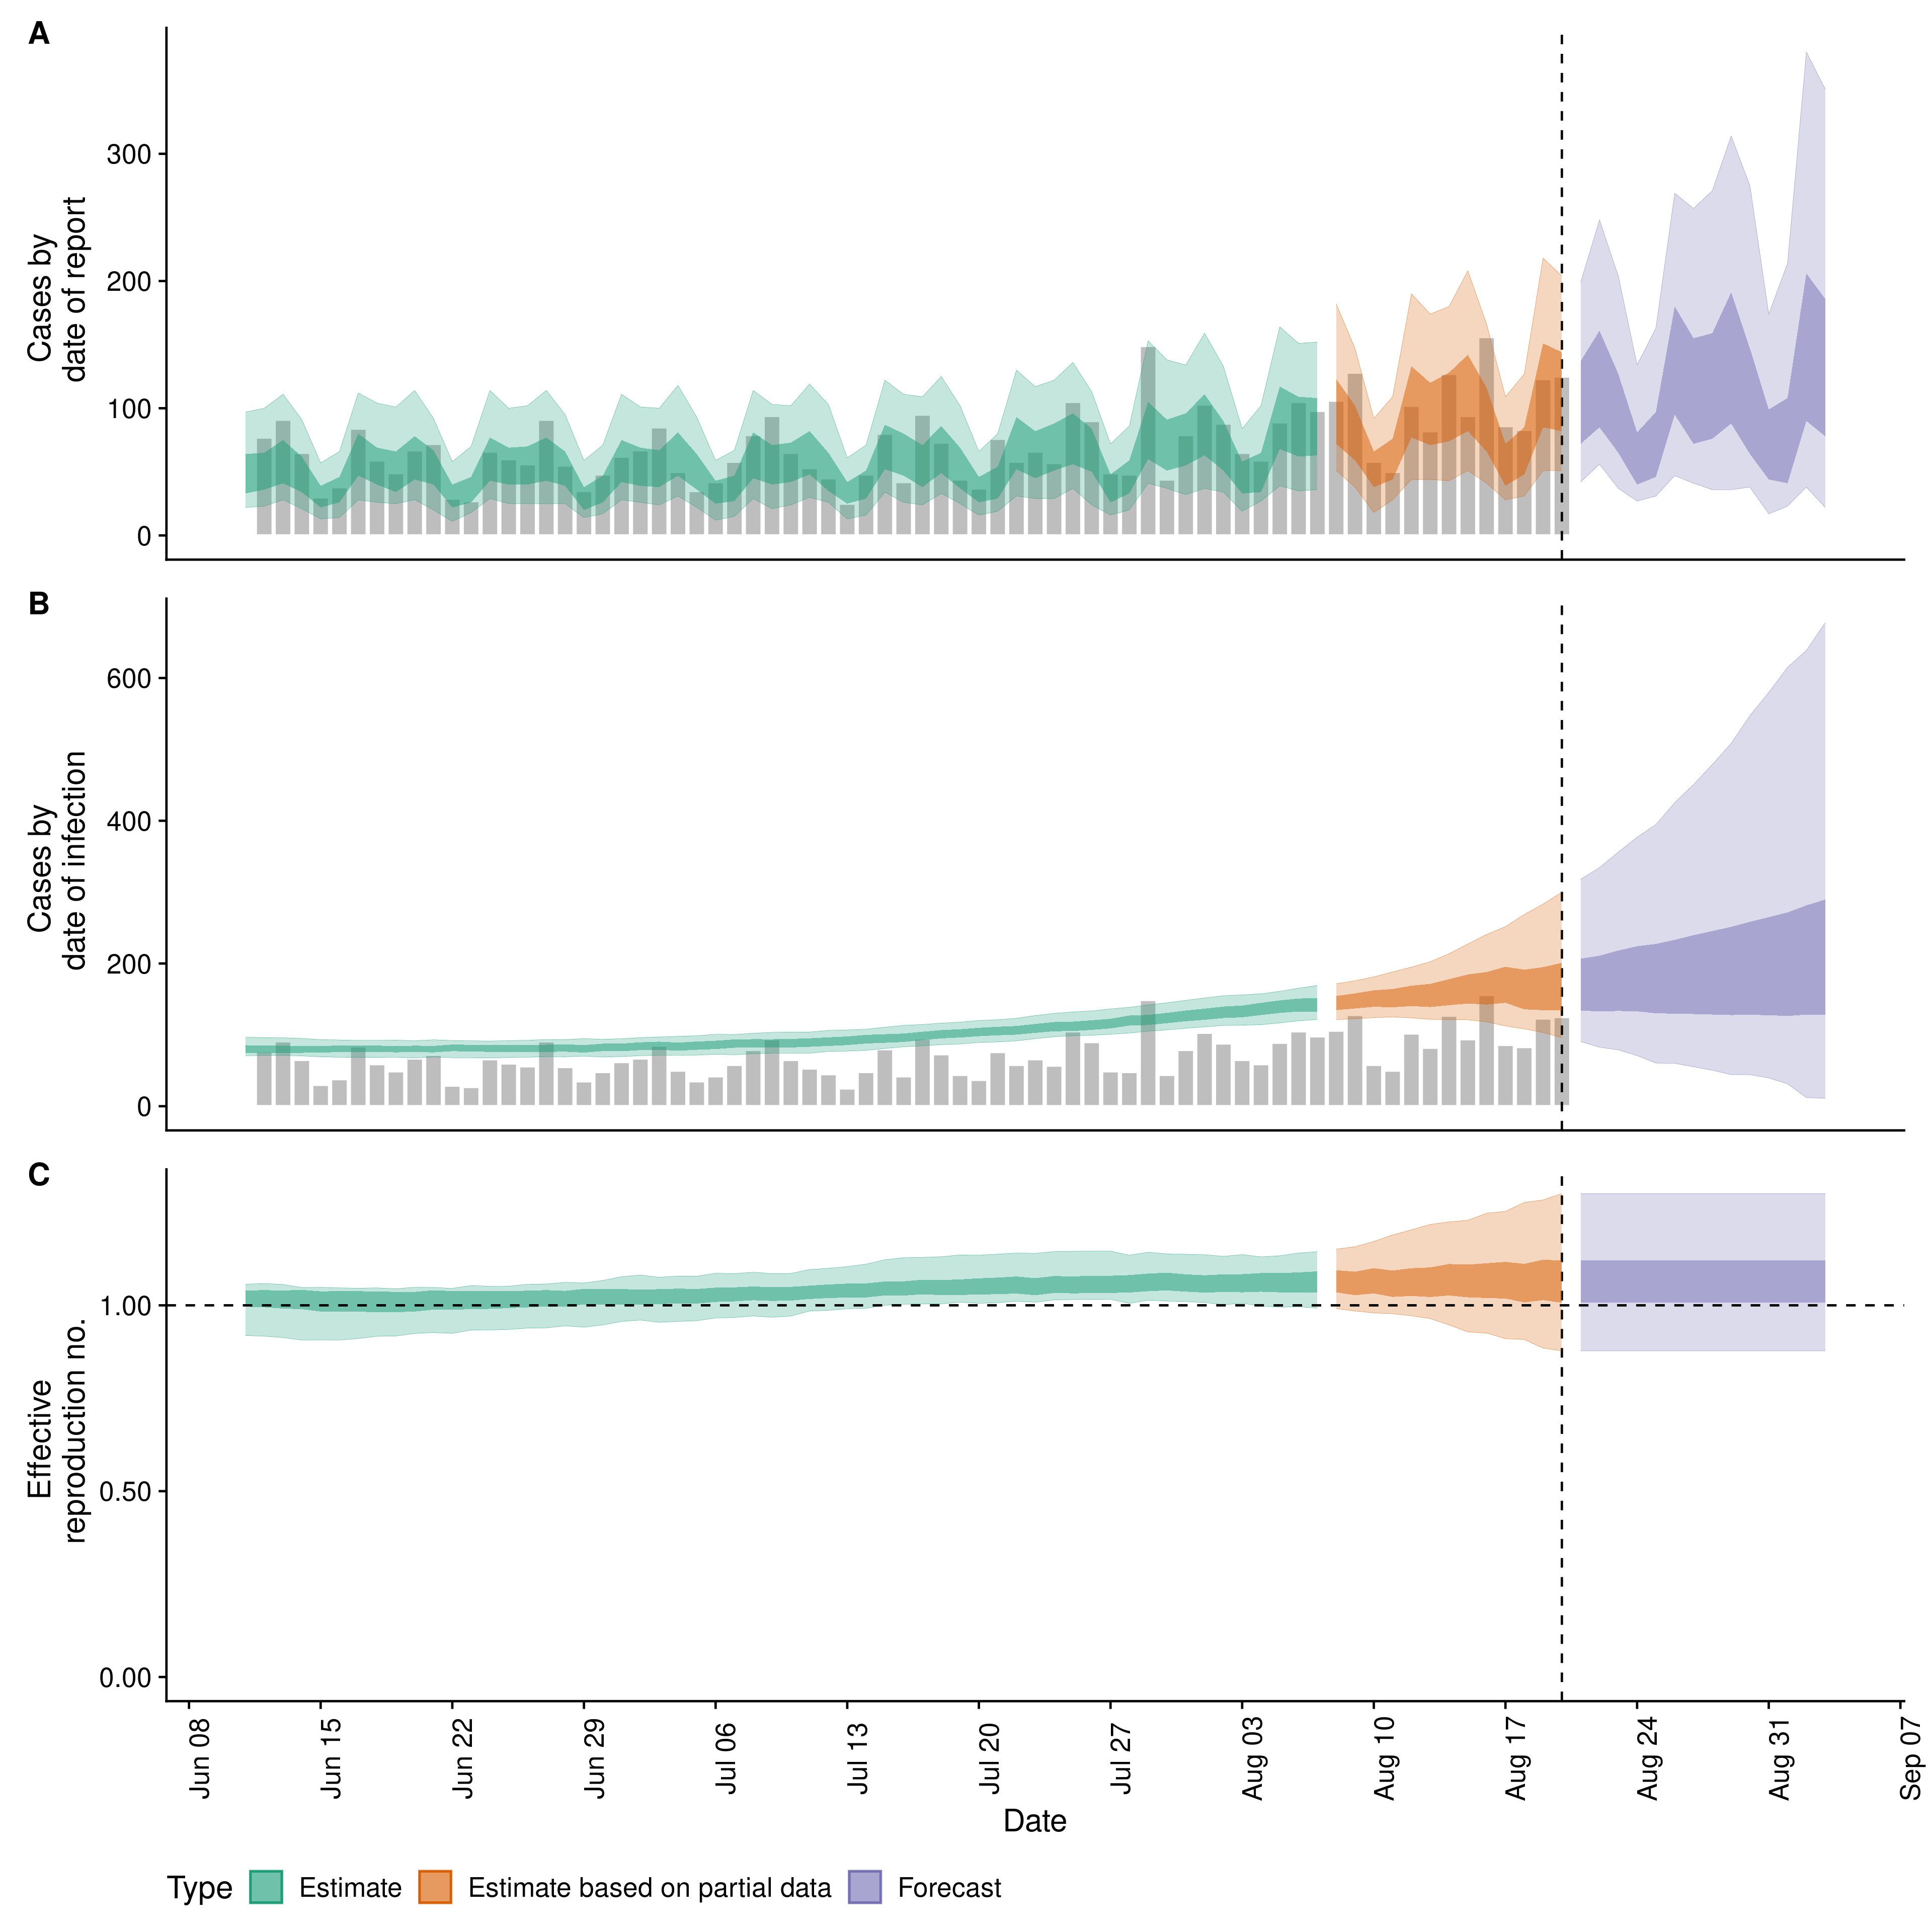 A
Cases by
date of report
300
200
100
0
B
Cases by
date of infection
600
400
200
0
C
Effective
reproduction no.
1.00
0.50
0.00
Jun 08
Jun 15
Jun 22
Jun 29
Jul 06
Jul 13
Jul 20
Jul 27
Aug 03
Aug 10
Aug 17
Aug 24
Aug 31
Sep 07
Date
Type Estimate Estimate based on partial data Forecast